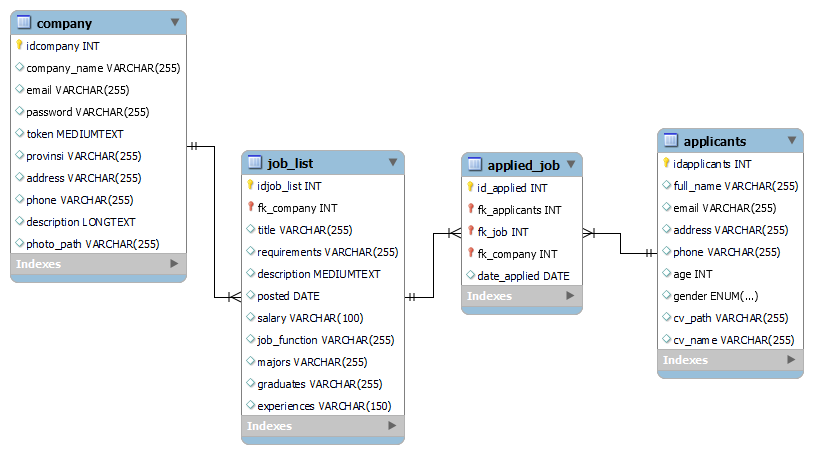 company
idcompany INT
company_name VARCHAR(255)
email VARCHAR(255)
password VARCHAR(255)
token MEDIUMTEXT
provinsi VARCHAR(255)
address VARCHAR(255)
phone VARCHAR(255)
description LONGTEXT
photo_path VARCHAR(255)
Indexes
job_list
idjob_list INT
fk_company INT
title VARCHAR(255)
requirements VARCHAR(255)
description MEDIUMTEXT
posted DATE
salary VARCHAR(100)
job_function VARCHAR(255)
majors VARCHAR(255)
graduates VARCHAR(255)
experiences VARCHAR(150)
Indexes
applied_job
id_applied INT
fk_applicants INT
fk_job INT
fk_company INT
date_applied DATE
Indexes
applicants
idapplicants INT
full_name VARCHAR(255)
email VARCHAR(255)
address VARCHAR(255)
phone VARCHAR(255)
age INT
gender ENUM(...)
cv_path VARCHAR(255)
cv_name VARCHAR(255)
Indexes